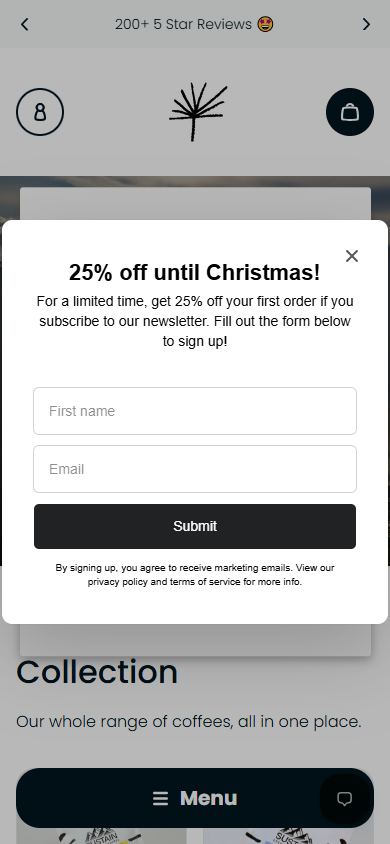 200+ 5 Star Reviews 🤩
25% off until Christmas!
For a limited time, get 25% off your first order if you
subscribe to our newsletter. Fill out the form below
to sign up!
First name
Email
Submit
By signing up, you agree to receive marketing emails. View our
privacy policy and terms of service for more info.
Collection
Our whole range of coffees, all in one place.
Menu
SUSTAIN
SUSTAIN